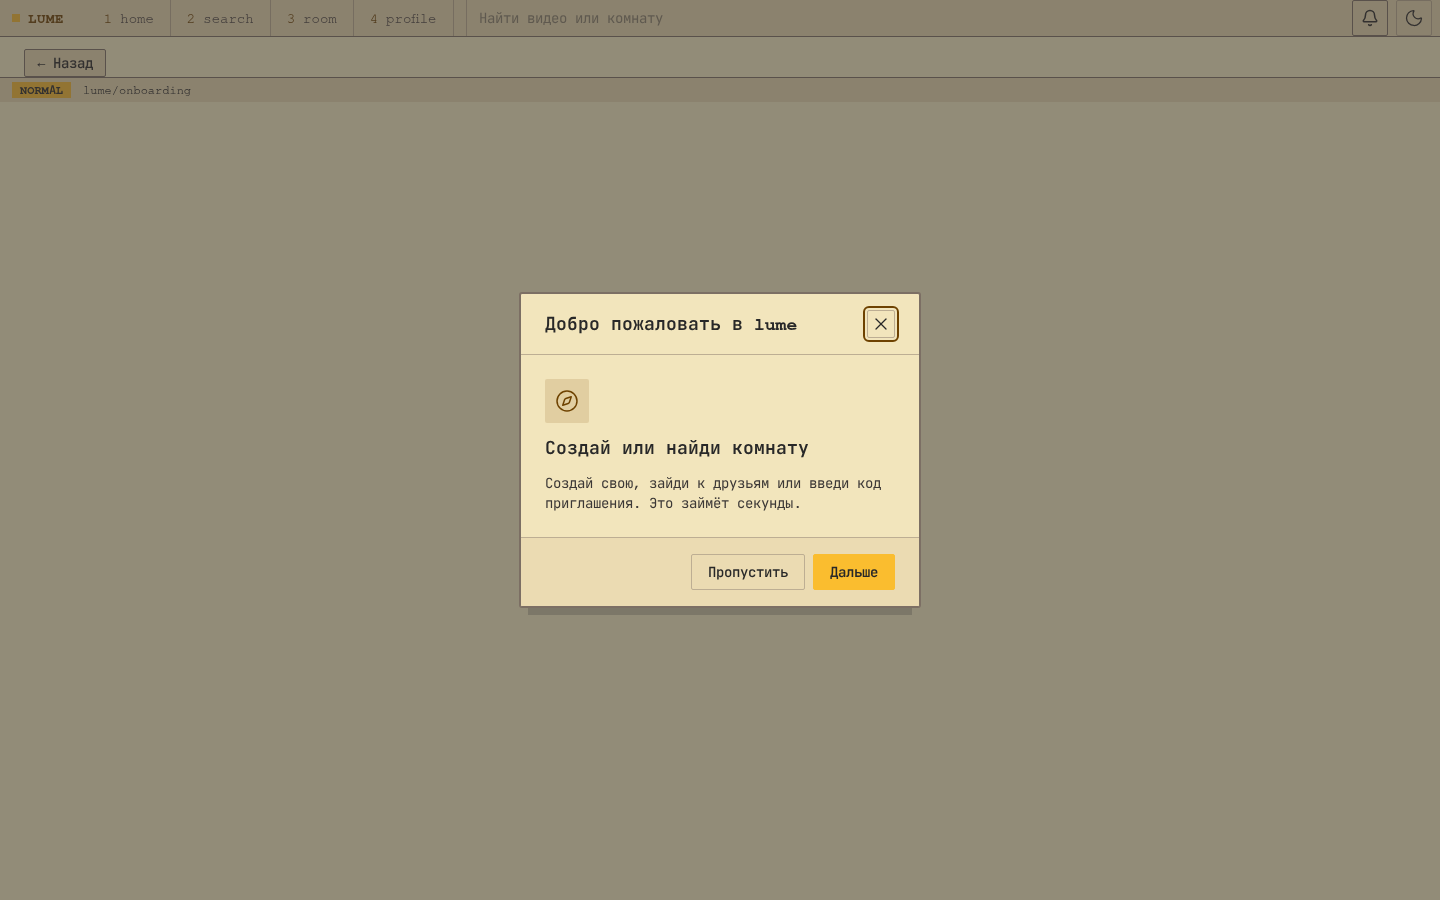 LUME
1 home
2 search
3 room
4 profile
Найти видео или комнату
← Назад
NORMAL
lume/onboarding
Добро пожаловать в lume
Создай или найди комнату
Создай свою, зайди к друзьям или введи код
приглашения. Это займёт секунды.
Пропустить
Дальше